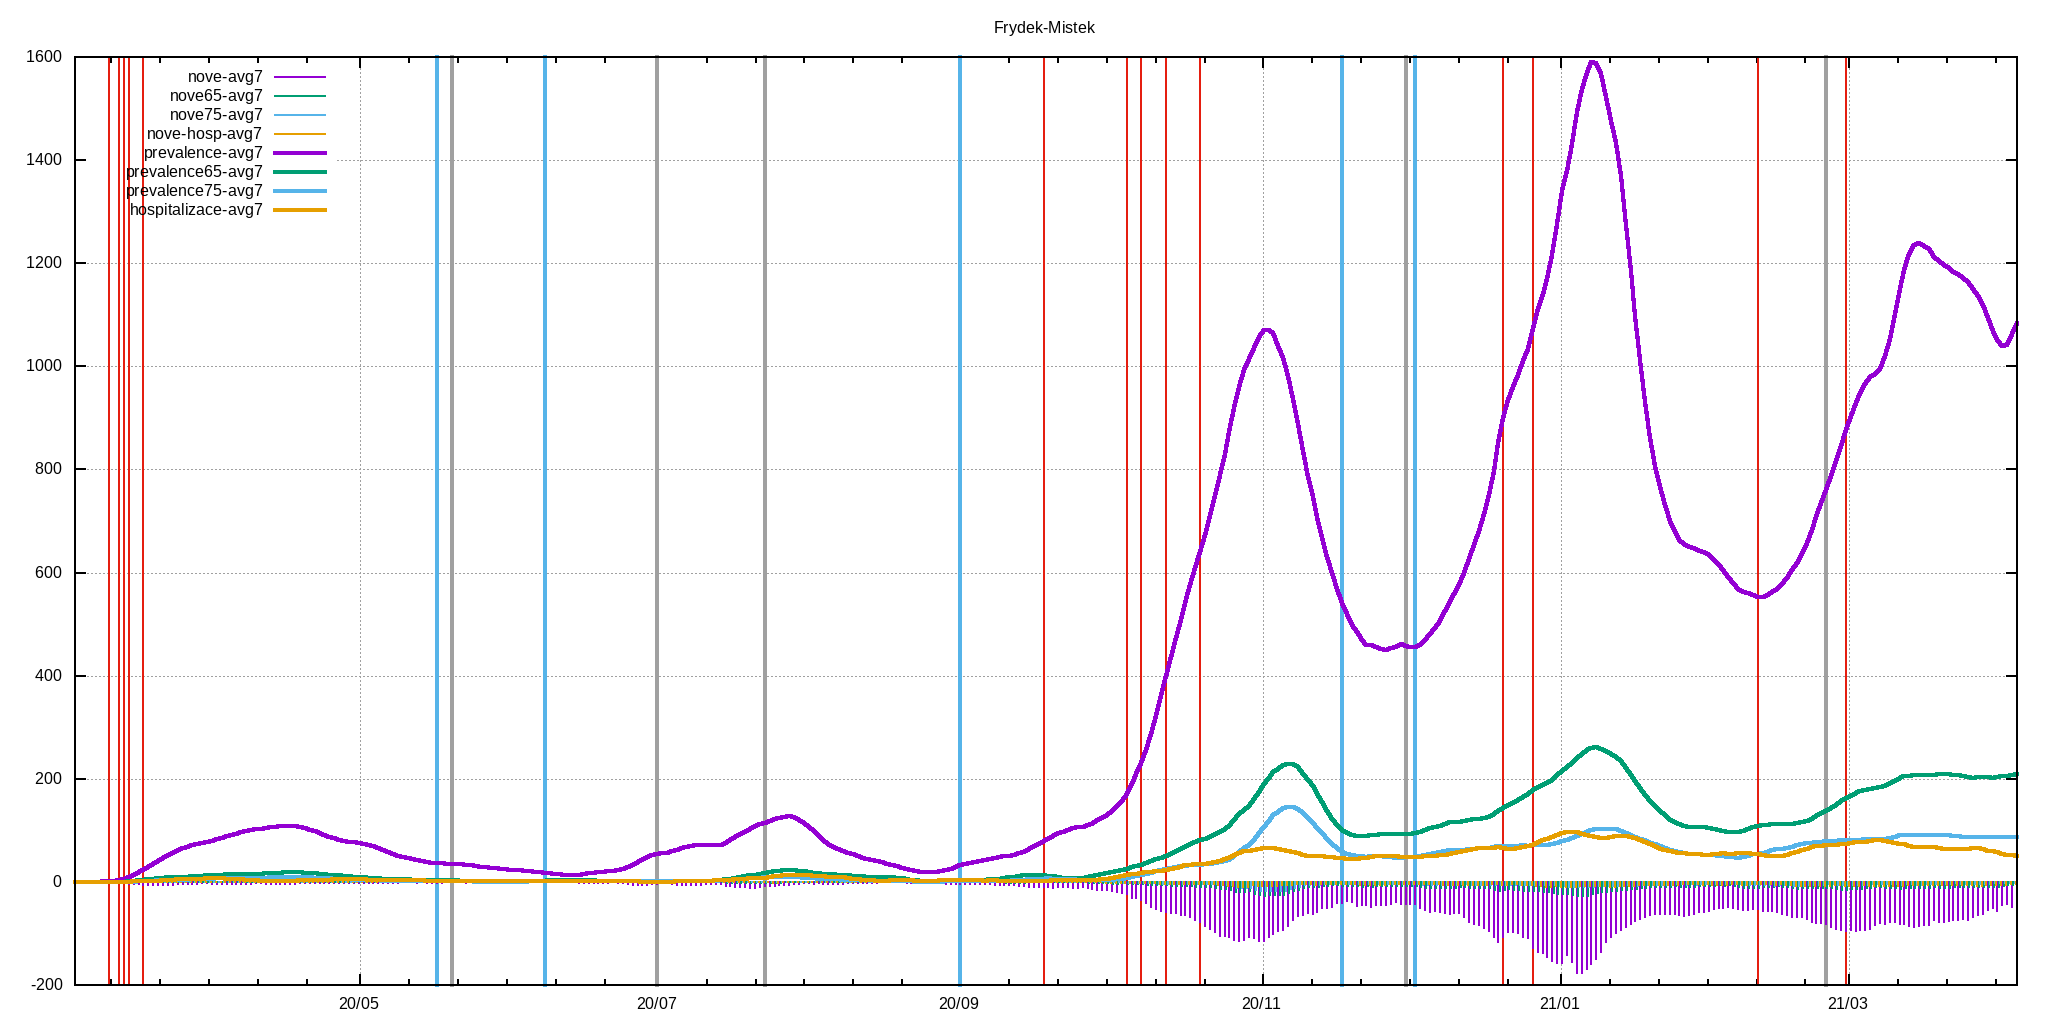 Frydek-Mistek
1600
nove-avg7
nove65-avg7
nove75-avg7
nove-hosp-avg7
prevalence-avg7
prevalence65-avg7
prevalence75-avg7
hospitalizace-avg7
1400
1200
1000
800
600
400
200
0
-200
20/05 20/07 20/09 20/11 21/01 21/03